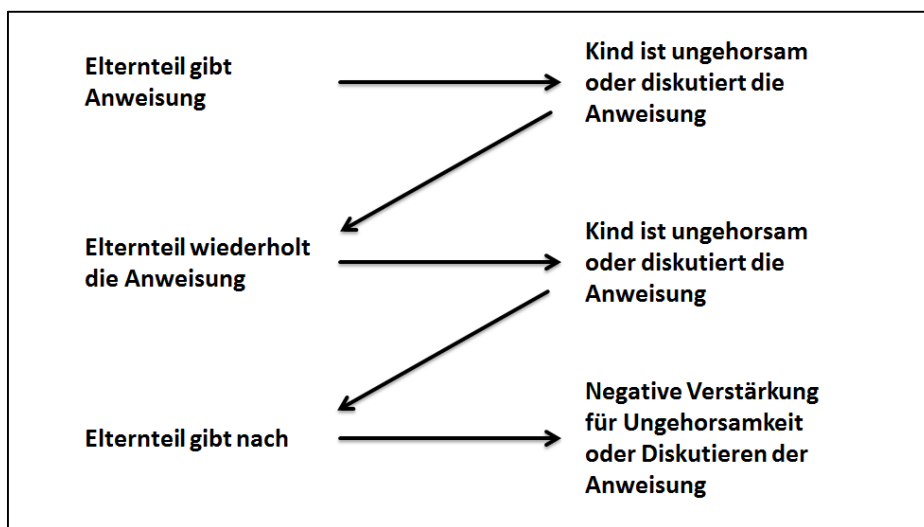 Elternteil gibt
Anweisung
Kind ist ungehorsam
oder diskutiert die
Anweisung
Elternteil wiederholt
die Anweisung
Kind ist ungehorsam
oder diskutiert die
Anweisung
Elternteil gibt nach
Negative Verstärkung
für Ungehorsamkeit
oder Diskutieren der
Anweisung